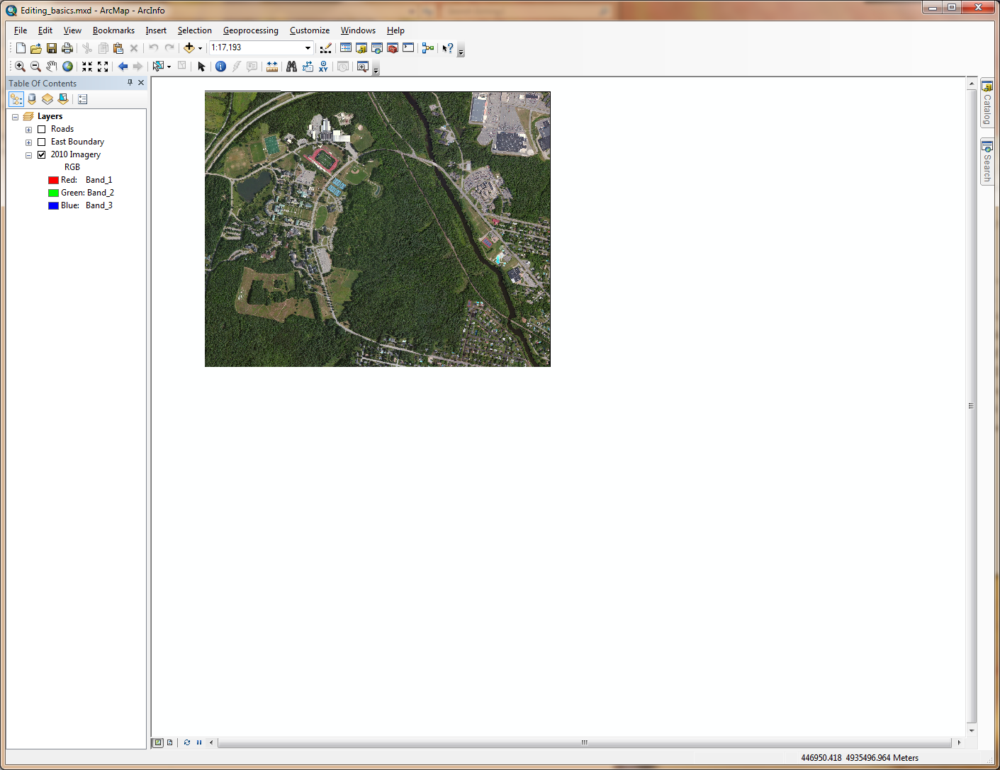 Editing_basics.mxd - ArcMap - ArcInfo
File Edit View Bookmarks Insert Selection Geoprocessing Customize Windows Help
1:17,193
Table Of Contents
Layers
Roads
East Boundary
2010 Imagery
RGB
Red: Band_1
Green: Band_2
Blue: Band_3
Catalog
Search
446950.418 4935496.964 Meters